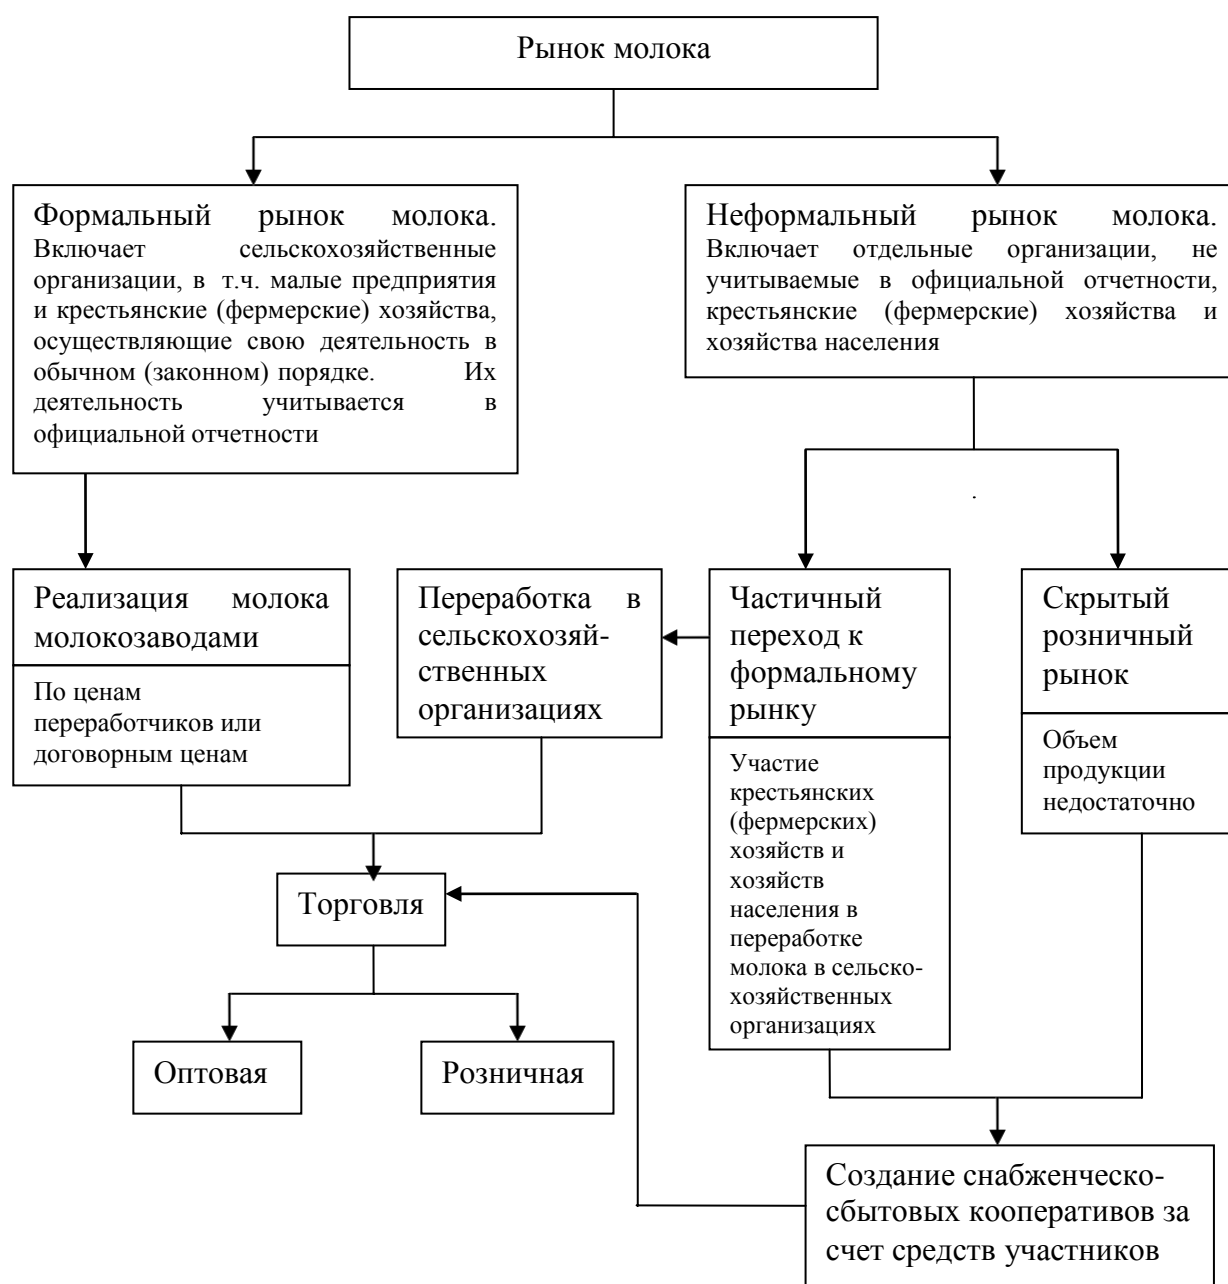 Рынок молока
Формальный рынок молока.
Включает сельскохозяйственные
организации, в т.ч. малые предприятия
и крестьянские (фермерские) хозяйства,
осуществляющие свою деятельность в
обычном (законном) порядке. Их
деятельность учитывается в
официальной отчетности
Неформальный рынок молока.
Включает отдельные организации, не
учитываемые в официальной отчетности,
крестьянские (фермерские) хозяйства и
хозяйства населения
Реализация молока
молокозаводами
По ценам
переработчиков или
договорным ценам
Переработка в
сельскохозяй-
ственных
организациях
Частичный
переход к
формальному
рынку
Участие
крестьянских
(фермерских)
хозяйств и
хозяйств
населения в
переработке
молока в сельско-
хозяйственных
организациях
Скрытый
розничный
рынок
Объем
продукции
недостаточно
Торговля
Оптовая
Розничная
Создание снабженческо-
сбытовых кооперативов за
счет средств участников